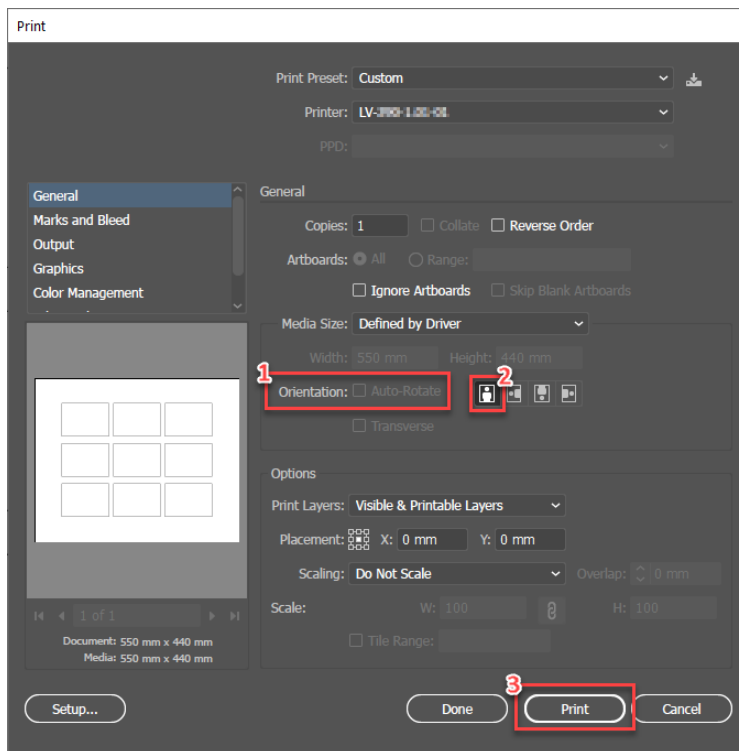 Print
Print Preset: Custom
Printer: LV-
PPD:
General
Marks and Bleed
Output
Graphics
Color Management
General
Copies: 1 Collate Reverse Order
Artboards: All Range:
Ignore Artboards Skip Blank Artboards
Media Size: Defined by Driver
Width: 550 mm Height: 440 mm
1 Orientation: Auto-Rotate 2
Transverse
Options
Print Layers: Visible & Printable Layers
Placement: X: 0 mm Y: 0 mm
Scaling: Do Not Scale Overlap: 0 mm
Scale: W: 100 H: 100
Tile Range:
1 of 1
Document: 550 mm x 440 mm
Media: 550 mm x 440 mm
3
Setup... Done Print Cancel